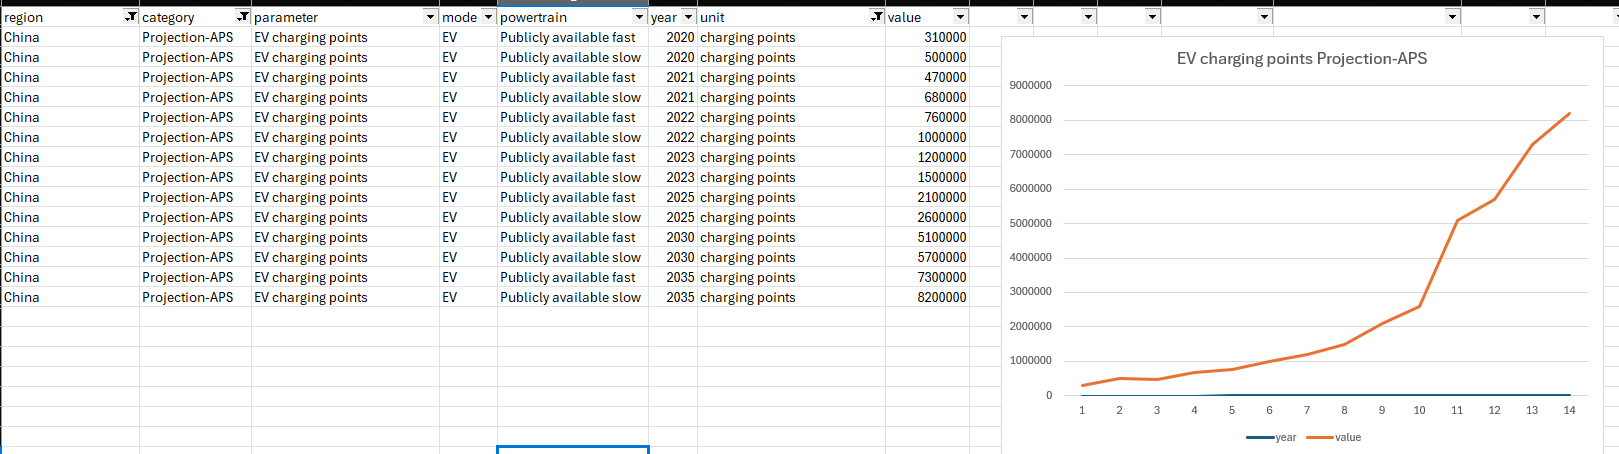 region category parameter mode powertrain year unit value
China Projection-APS EV charging points EV Publicly available fast 2020 charging points 310000
China Projection-APS EV charging points EV Publicly available slow 2020 charging points 500000
China Projection-APS EV charging points EV Publicly available fast 2021 charging points 470000
China Projection-APS EV charging points EV Publicly available slow 2021 charging points 680000
China Projection-APS EV charging points EV Publicly available fast 2022 charging points 760000
China Projection-APS EV charging points EV Publicly available slow 2022 charging points 1000000
China Projection-APS EV charging points EV Publicly available fast 2023 charging points 1200000
China Projection-APS EV charging points EV Publicly available slow 2023 charging points 1500000
China Projection-APS EV charging points EV Publicly available fast 2025 charging points 2100000
China Projection-APS EV charging points EV Publicly available slow 2025 charging points 2600000
China Projection-APS EV charging points EV Publicly available fast 2030 charging points 5100000
China Projection-APS EV charging points EV Publicly available slow 2030 charging points 5700000
China Projection-APS EV charging points EV Publicly available fast 2035 charging points 7300000
China Projection-APS EV charging points EV Publicly available slow 2035 charging points 8200000
EV charging points Projection-APS
9000000
8000000
7000000
6000000
5000000
4000000
3000000
2000000
1000000
0
1 2 3 4 5 6 7 8 9 10 11 12 13 14
year value